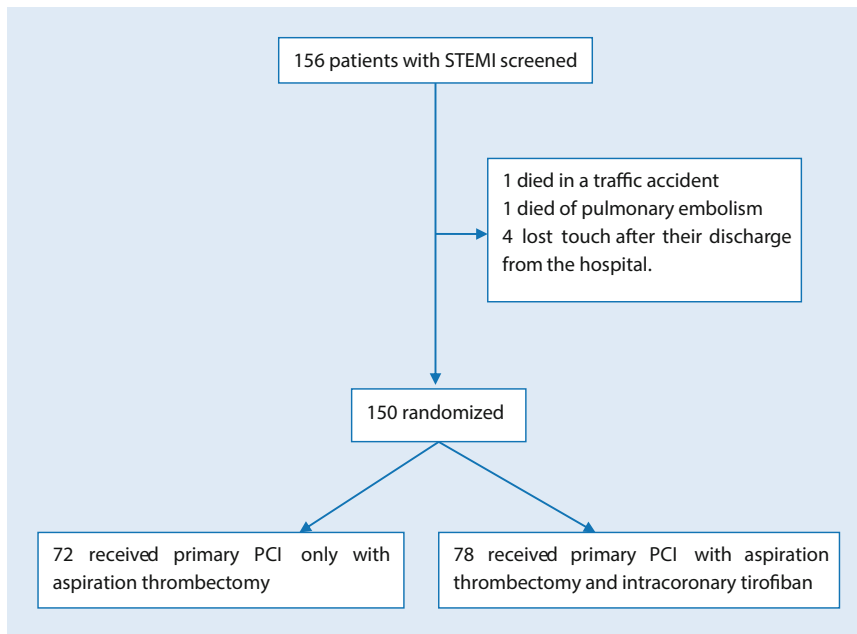 156 patients with STEMI screened
1 died in a traffic accident
1 died of pulmonary embolism
4 lost touch after their discharge
from the hospital.
150 randomized
72 received primary PCI only with
aspiration thrombectomy
78 received primary PCI with aspiration
thrombectomy and intracoronary tirofiban